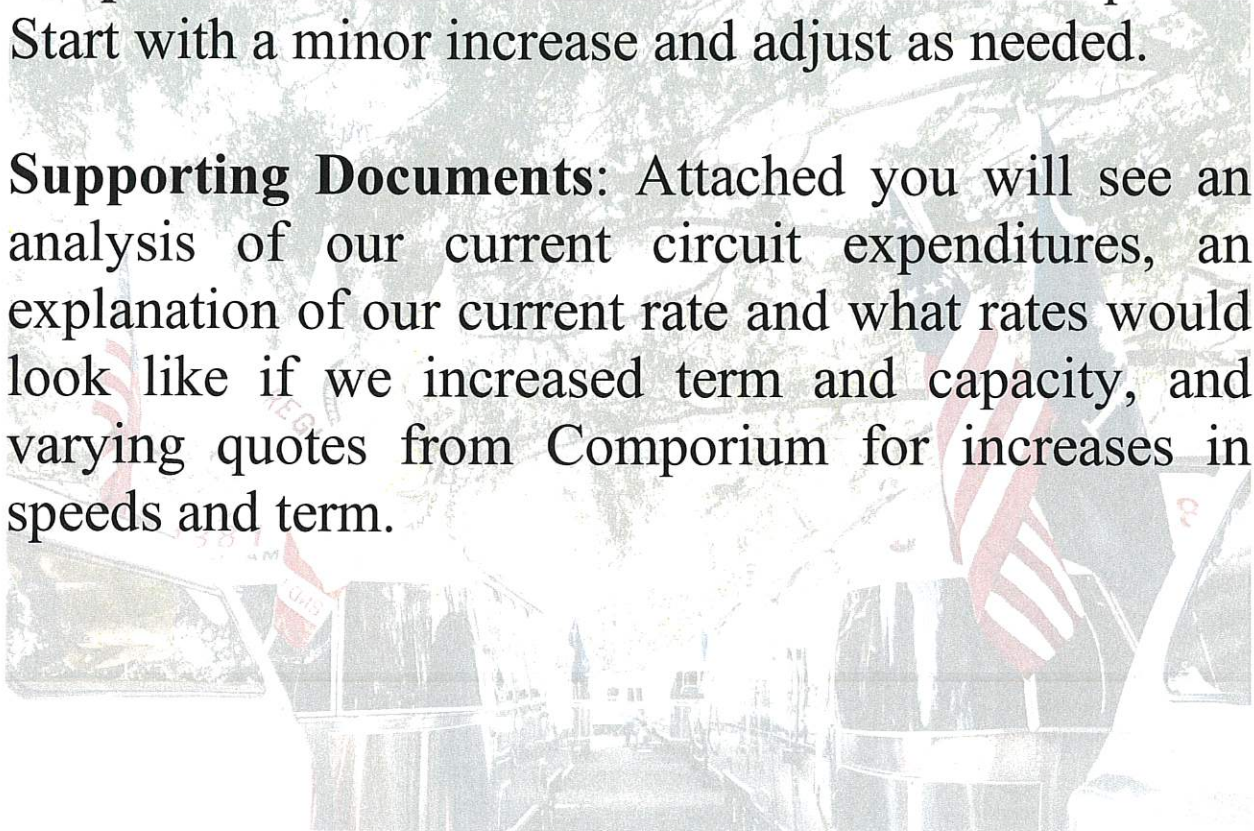 Start with a minor increase and adjust as needed.
Supporting Documents: Attached you will see an
analysis of our current circuit expenditures, an
explanation of our current rate and what rates would
look like if we increased term and capacity, and
varying quotes from Comporium for increases in
speeds and term.